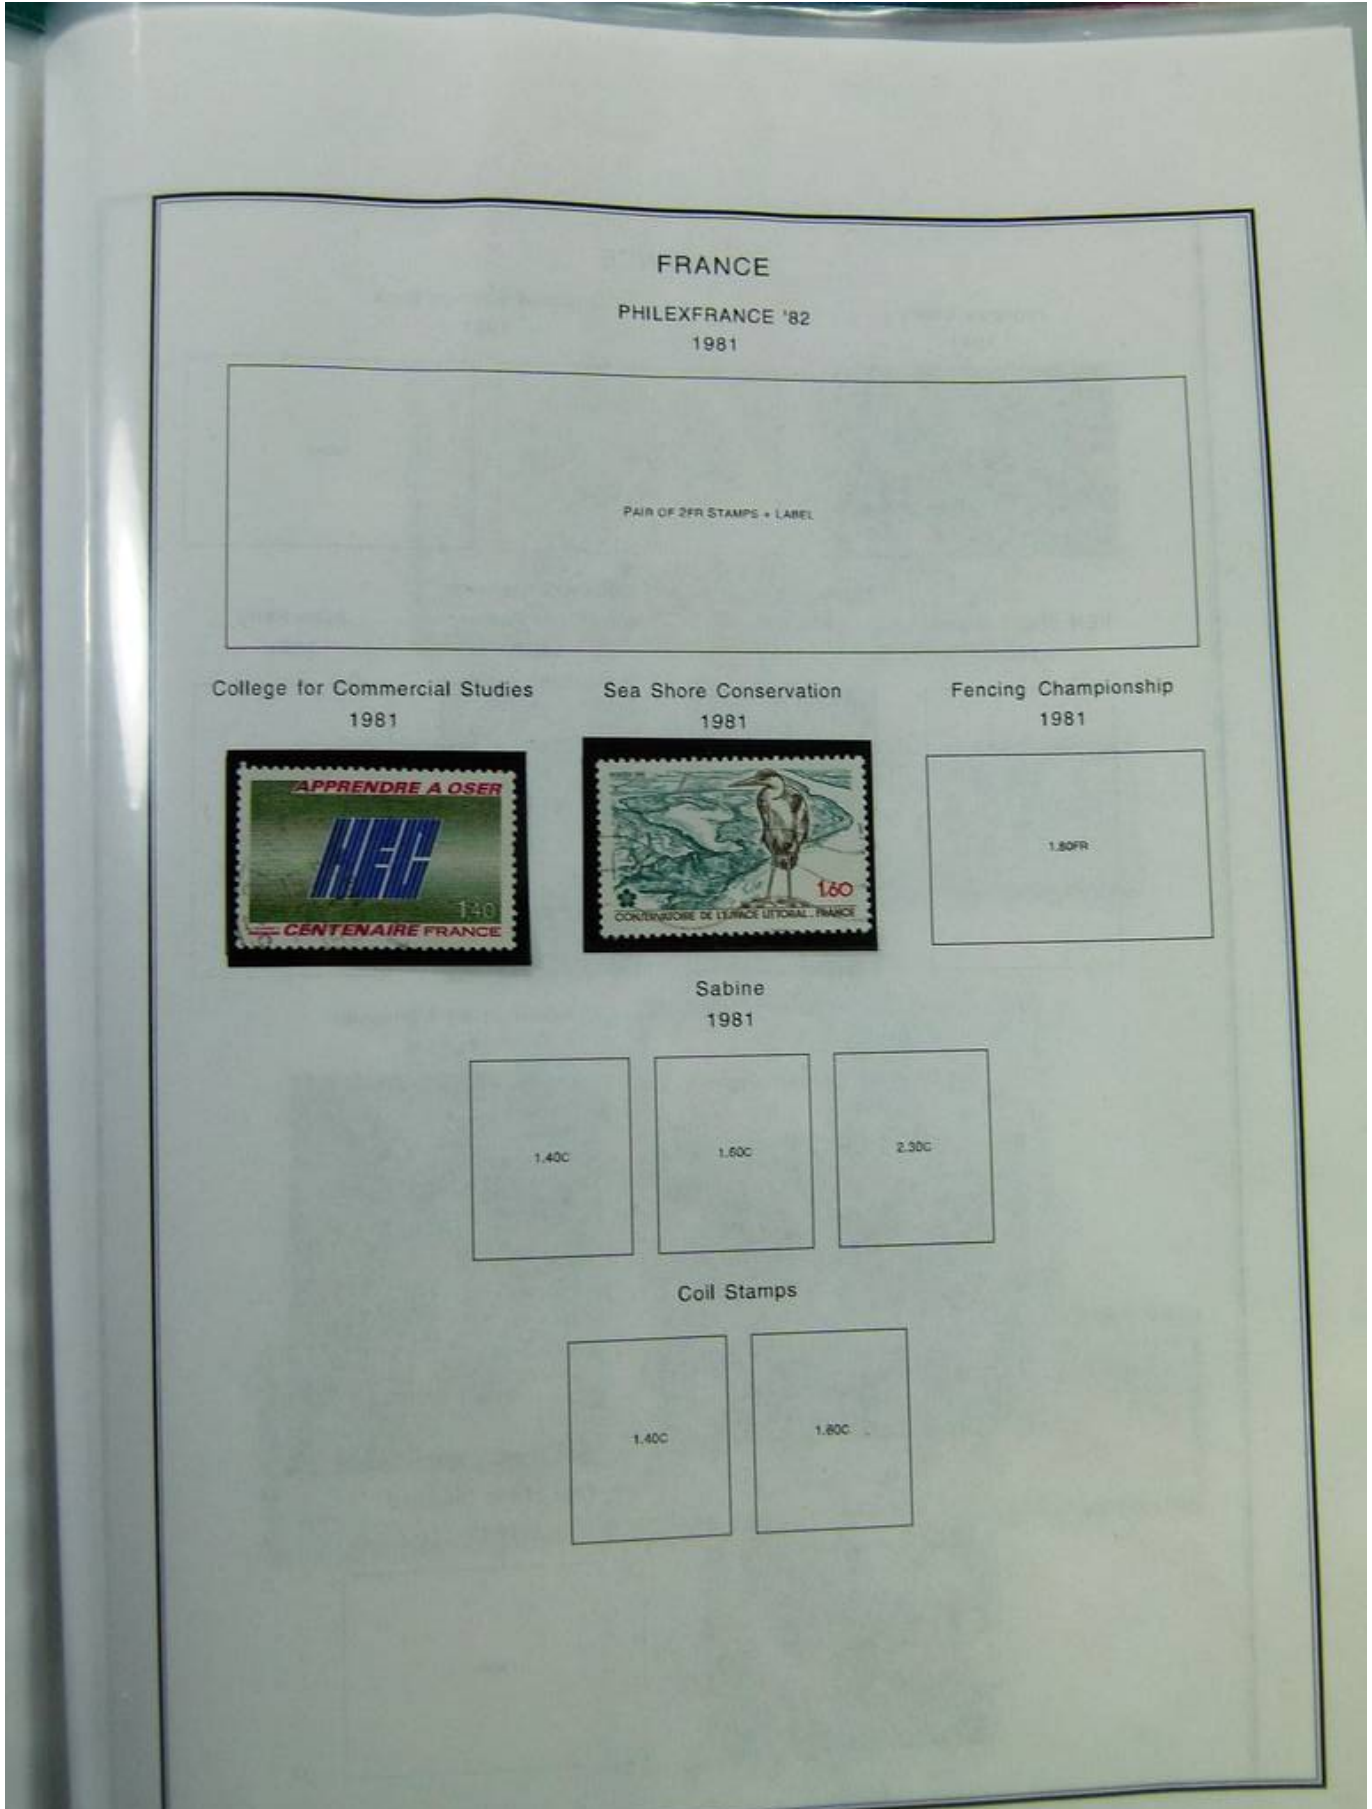 FRANCE
PHILEXFRANCE '82
1981
PAIR OF 2FR STAMPS + LABEL
College for Commercial Studies
1981
Sea Shore Conservation
1981
Fencing Championship
1981
APPRENDRE A OSER
HEC
1,40
CENTENAIRE FRANCE
1.60
CONSERVATOIRE DE L'ESPACE LITTORAL . FRANCE
1.80FR
Sabine
1981
1.40C
1.60C
2.30C
Coil Stamps
1.40C
1.60C